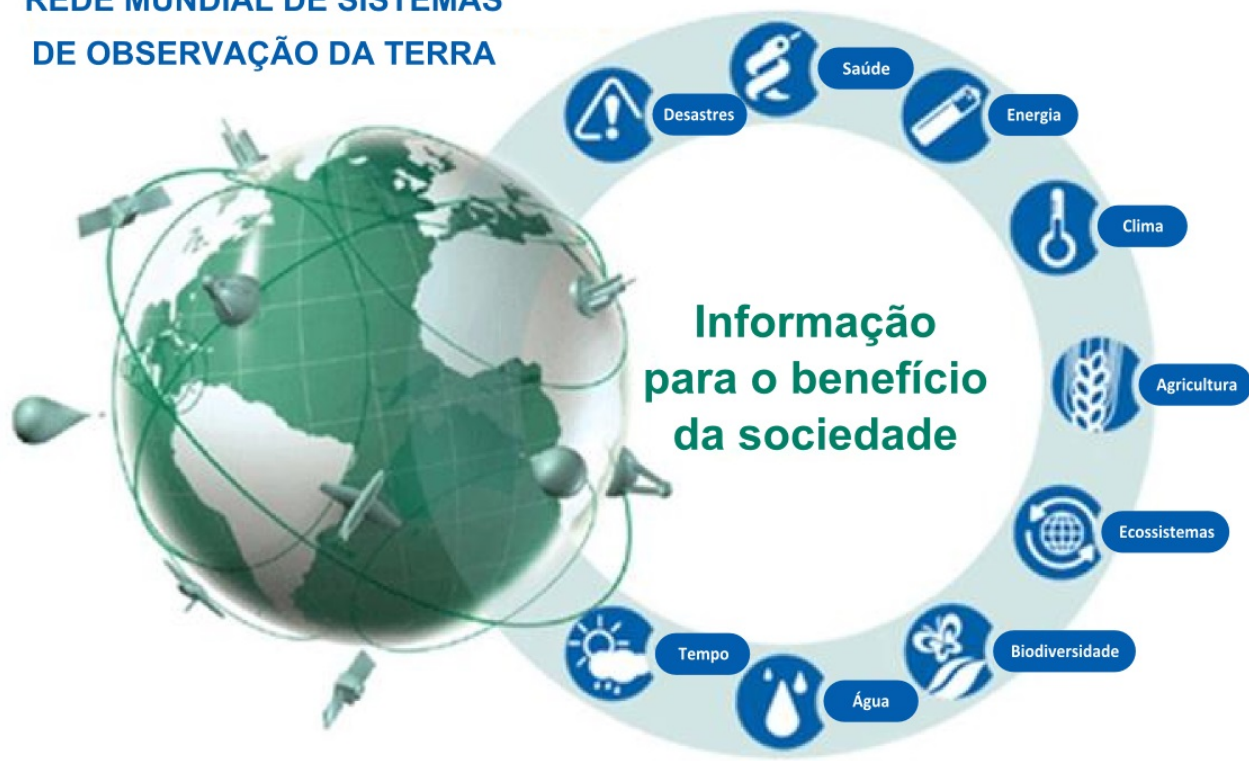 REDE MUNDIAL DE SISTEMAS
DE OBSERVAÇÃO DA TERRA
Saúde
Desastres
Energia
Clima
Informação
para o benefício
da sociedade
Agricultura
Ecossistemas
Biodiversidade
Tempo
Água